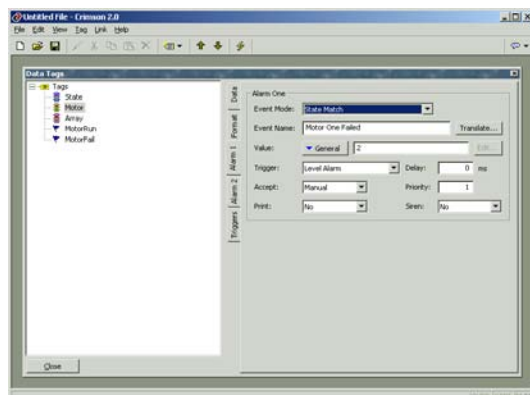 Untitled File - Crimson 2.0
File Edit View Tag Link Help
Data Tags
Tags
State
Motor
Array
MotorRun
MotorFail
Data
Format
Alarm 1
Alarm 2
Triggers
Alarm One
Event Mode: State Match
Event Name: Motor One Failed Translate...
Value: General 2 Edit...
Trigger: Level Alarm Delay: 0 ms
Accept: Manual Priority: 1
Print: No Siren: No
Close